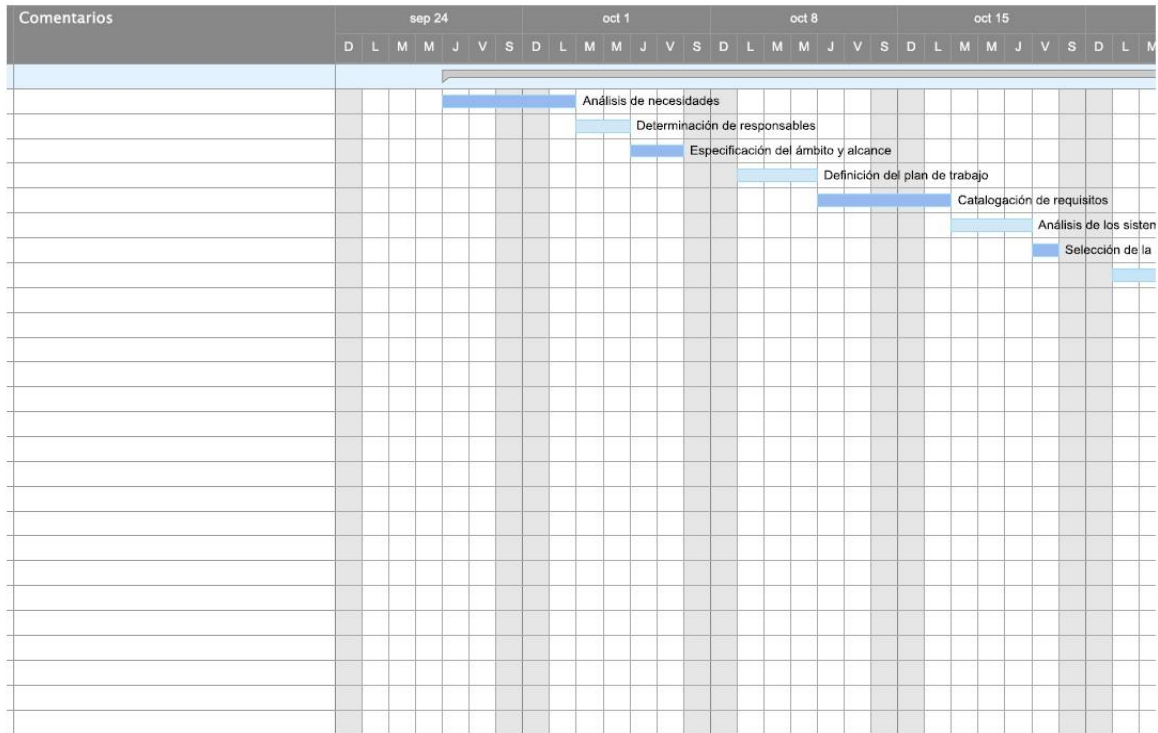 Comentarios sep 24 oct 1 oct 8 oct 15
D L M M J V S D L M M J V S D L M M J V S D L M M J V S D L M
Análisis de necesidades
Determinación de responsables
Especificación del ámbito y alcance
Definición del plan de trabajo
Catalogación de requisitos
Análisis de los sistem
Selección de la